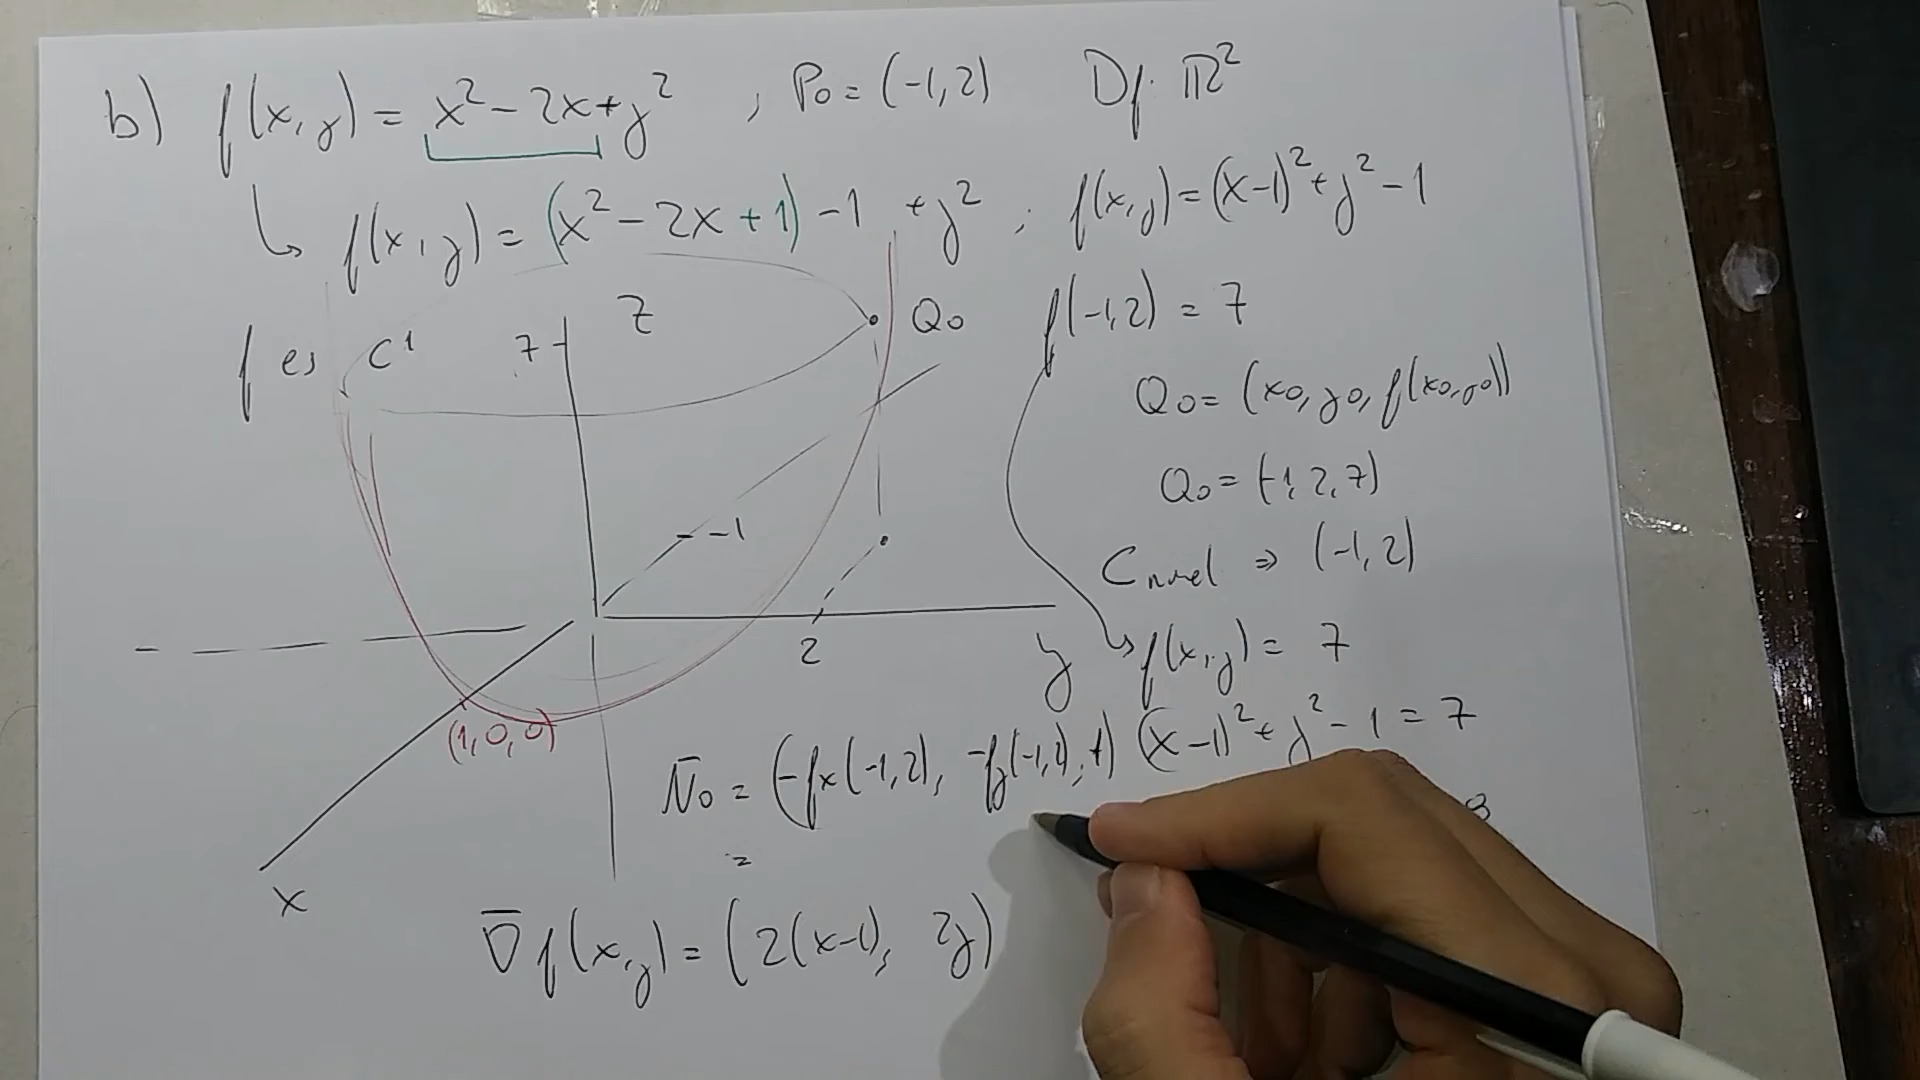 b) f(x,y) = x² - 2x + y² , P₀ = (-1,2) Df: ℝ²
f(x,y) = (x² - 2x + 1) - 1 + y² ; f(x,y) = (x-1)² + y² - 1
f es C¹
7
Z
Q₀
f(-1,2) = 7
Q₀ = (x₀, y₀, f(x₀,y₀))
Q₀ = (-1, 2, 7)
-1
C nivel ⇒ (-1,2)
2
y
f(x,y) = 7
(1,0,0)
(x-1)² + y² - 1 = 7
N̄₀ = (-fx(-1,2), -fy(-1,2), 1)
8
=
x
∇̄f(x,y) = (2(x-1), 2y)